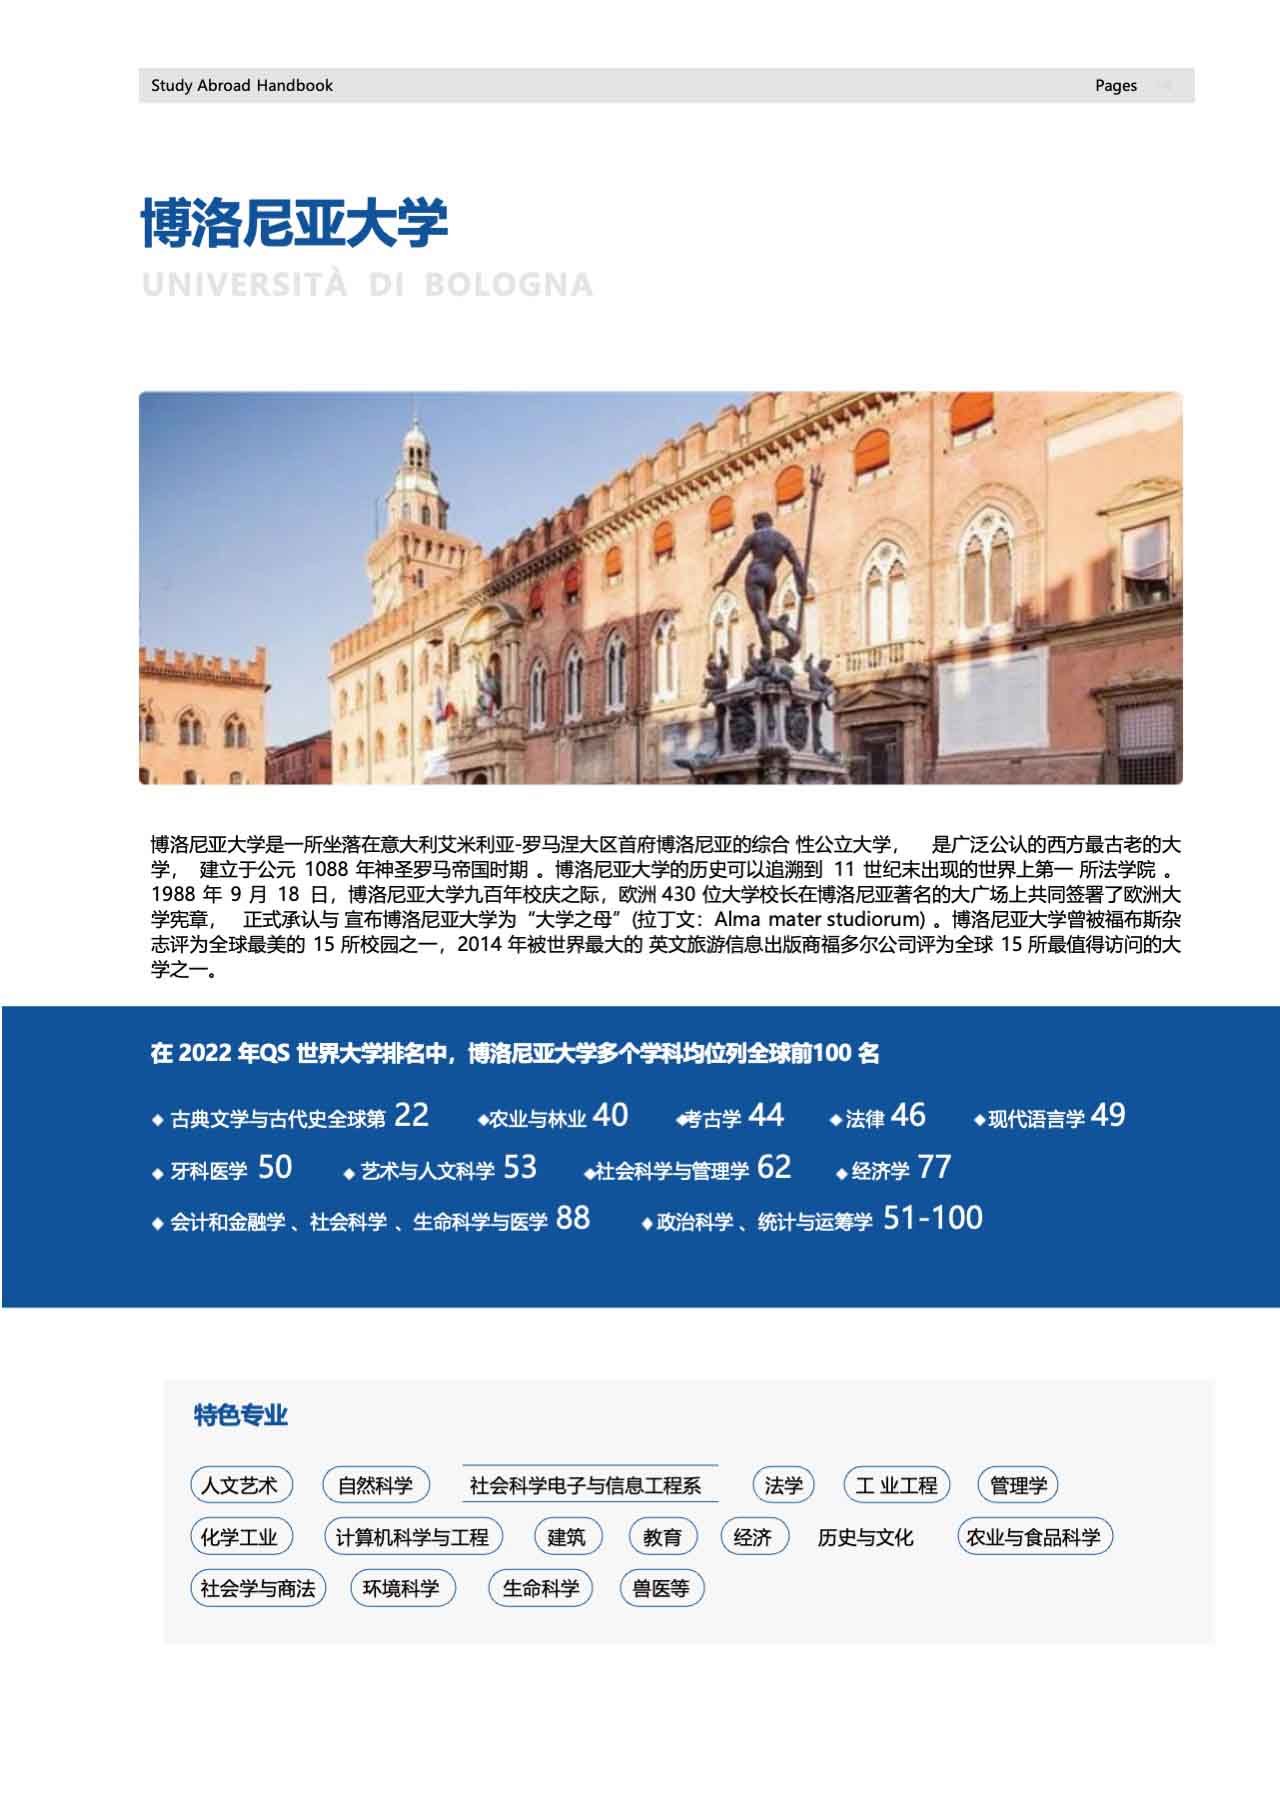 Study Abroad Handbook Pages
博洛尼亚大学
UNIVERSITÀ DI BOLOGNA
博洛尼亚大学是一所坐落在意大利艾米利亚-罗马涅大区首府博洛尼亚的综合 性公立大学， 是广泛公认的西方最古老的大
学， 建立于公元 1088 年神圣罗马帝国时期 。博洛尼亚大学的历史可以追溯到 11 世纪末出现的世界上第一 所法学院 。
1988 年 9 月 18 日，博洛尼亚大学九百年校庆之际，欧洲 430 位大学校长在博洛尼亚著名的大广场上共同签署了欧洲大
学宪章， 正式承认与 宣布博洛尼亚大学为“大学之母”(拉丁文：Alma mater studiorum) 。博洛尼亚大学曾被福布斯杂
志评为全球最美的 15 所校园之一，2014 年被世界最大的 英文旅游信息出版商福多尔公司评为全球 15 所最值得访问的大
学之一。
在 2022 年QS 世界大学排名中，博洛尼亚大学多个学科均位列全球前100 名
◆ 古典文学与古代史全球第 22 ◆农业与林业 40 ◆考古学 44 ◆ 法律 46 ◆现代语言学 49
◆ 牙科医学 50 ◆ 艺术与人文科学 53 ◆社会科学与管理学 62 ◆ 经济学 77
◆ 会计和金融学 、社会科学 、生命科学与医学 88 ◆ 政治科学 、统计与运筹学 51-100
特色专业
人文艺术 自然科学 社会科学电子与信息工程系 法学 工 业工程 管理学
化学工业 计算机科学与工程 建筑 教育 经济 历史与文化 农业与食品科学
社会学与商法 环境科学 生命科学 兽医等